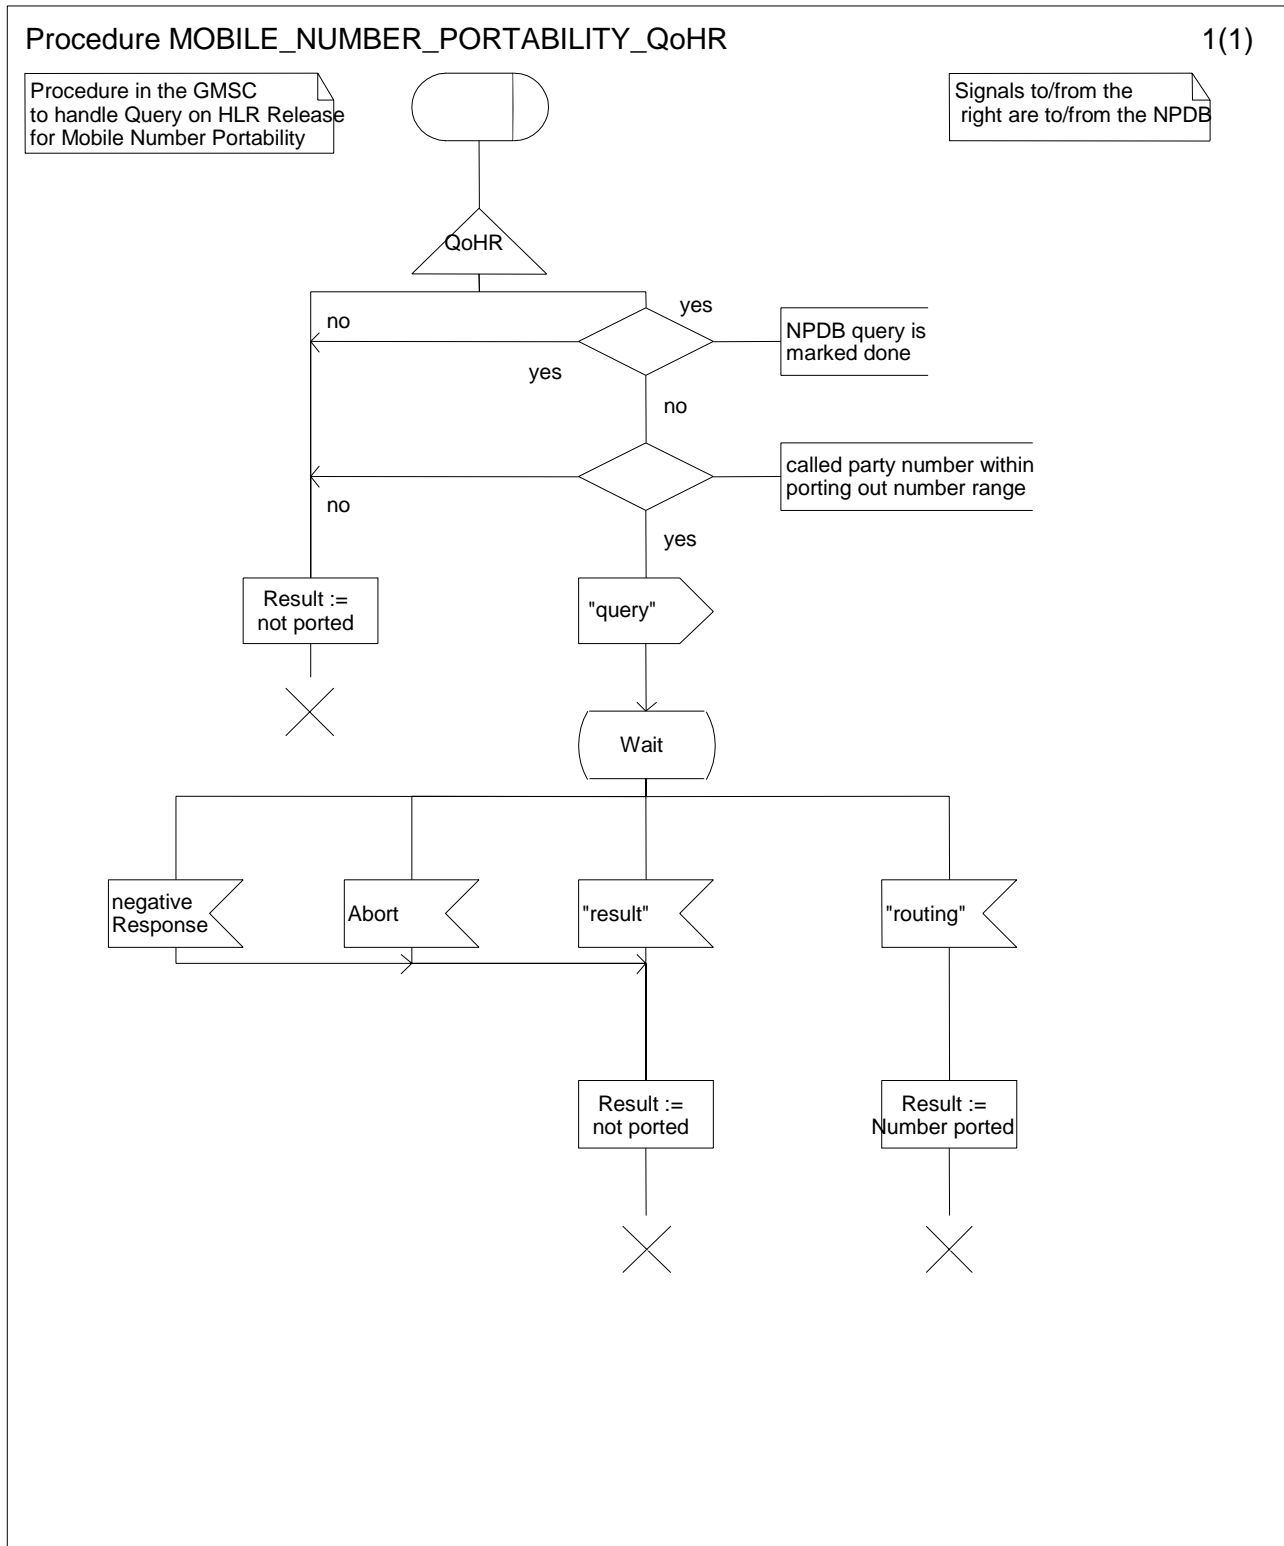 Procedure MOBILE_NUMBER_PORTABILITY_QoHR
1(1)
Procedure in the GMSC
to handle Query on HLR Release
for Mobile Number Portability
Signals to/from the
right are to/from the NPDB
QoHR
no
yes
NPDB query is
marked done
yes
no
called party number within
porting out number range
no
yes
Result :=
not ported
"query"
Wait
negative
Response
Abort
"result"
"routing"
Result :=
not ported
Result :=
Number ported